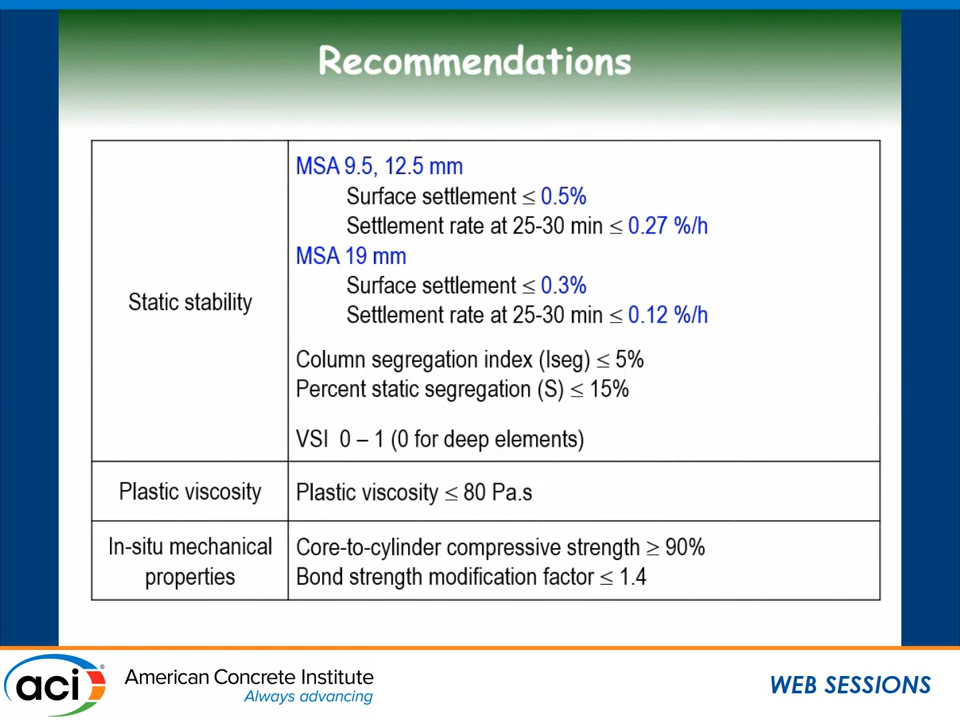 Recommendations
Static stability
MSA 9.5, 12.5 mm
Surface settlement ≤ 0.5%
Settlement rate at 25-30 min ≤ 0.27 %/h
MSA 19 mm
Surface settlement ≤ 0.3%
Settlement rate at 25-30 min ≤ 0.12 %/h
Column segregation index (Iseg) ≤ 5%
Percent static segregation (S) ≤ 15%
VSI 0 – 1 (0 for deep elements)
Plastic viscosity
Plastic viscosity ≤ 80 Pa.s
In-situ mechanical
properties
Core-to-cylinder compressive strength ≥ 90%
Bond strength modification factor ≤ 1.4
aci®
American Concrete Institute
Always advancing
WEB SESSIONS